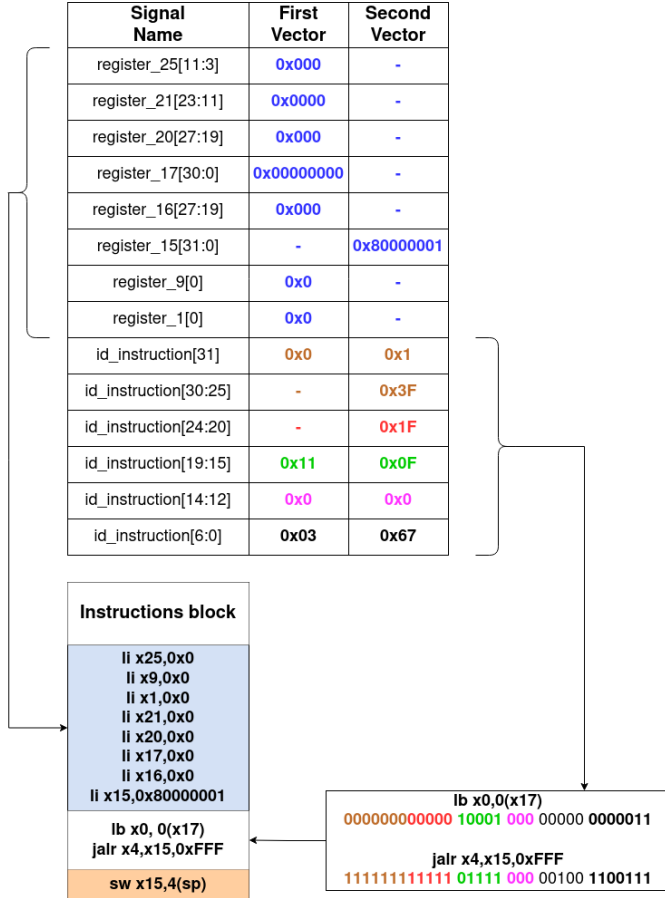 Signal Name First Vector Second Vector
register_25[11:3] 0x000 -
register_21[23:11] 0x0000 -
register_20[27:19] 0x000 -
register_17[30:0] 0x00000000 -
register_16[27:19] 0x000 -
register_15[31:0] - 0x80000001
register_9[0] 0x0 -
register_1[0] 0x0 -
id_instruction[31] 0x0 0x1
id_instruction[30:25] - 0x3F
id_instruction[24:20] - 0x1F
id_instruction[19:15] 0x11 0x0F
id_instruction[14:12] 0x0 0x0
id_instruction[6:0] 0x03 0x67
Instructions block
li x25,0x0
li x9,0x0
li x1,0x0
li x21,0x0
li x20,0x0
li x17,0x0
li x16,0x0
li x15,0x80000001
lb x0, 0(x17)
jalr x4,x15,0xFFF
sw x15,4(sp)
lb x0,0(x17)
000000000000 10001 000 00000 0000011
jalr x4,x15,0xFFF
111111111111 01111 000 00100 1100111